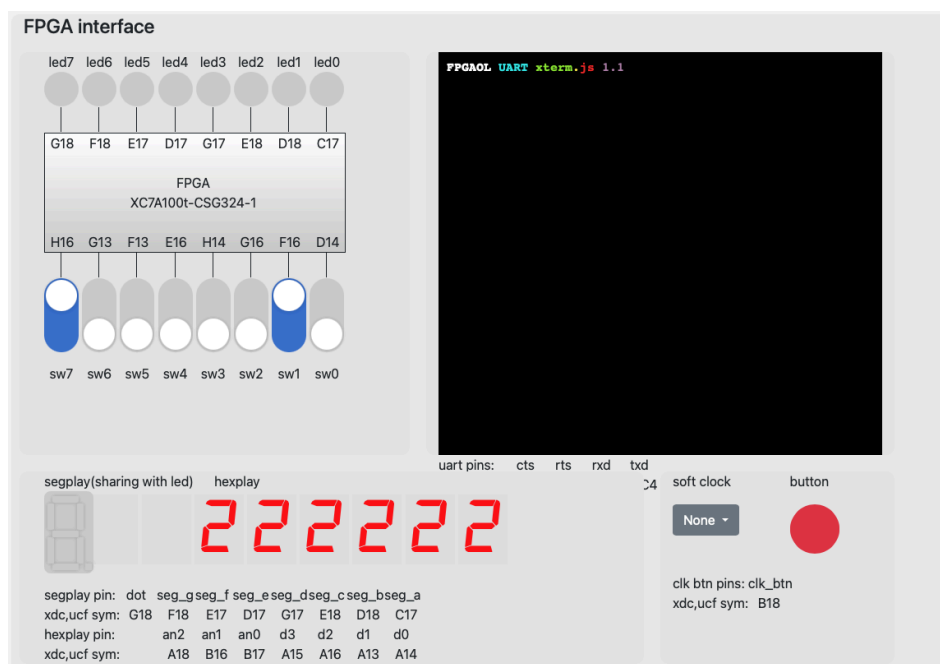 FPGA interface
led7 led6 led5 led4 led3 led2 led1 led0
G18 F18 E17 D17 G17 E18 D18 C17
FPGA
XC7A100t-CSG324-1
H16 G13 F13 E16 H14 G16 F16 D14
sw7 sw6 sw5 sw4 sw3 sw2 sw1 sw0
FPGAOL UART xterm.js 1.1
uart pins: cts rts rxd txd
C4
segplay(sharing with led) hexplay
222222
segplay pin: dot seg_g seg_f seg_e seg_d seg_c seg_b seg_a
xdc,ucf sym: G18 F18 E17 D17 G17 E18 D18 C17
hexplay pin: an2 an1 an0 d3 d2 d1 d0
xdc,ucf sym: A18 B16 B17 A15 A16 A13 A14
soft clock button
None
clk btn pins: clk_btn
xdc,ucf sym: B18